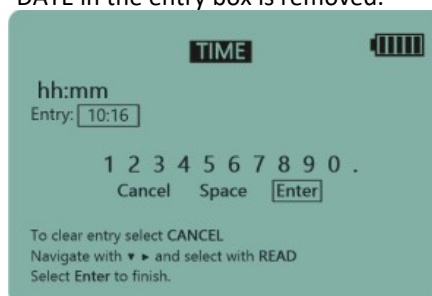 DATE in the entry box is removed.
TIME
hh:mm
Entry: 10:16
1 2 3 4 5 6 7 8 9 0 .
Cancel Space Enter
To clear entry select CANCEL
Navigate with ▾ ▸ and select with READ
Select Enter to finish.